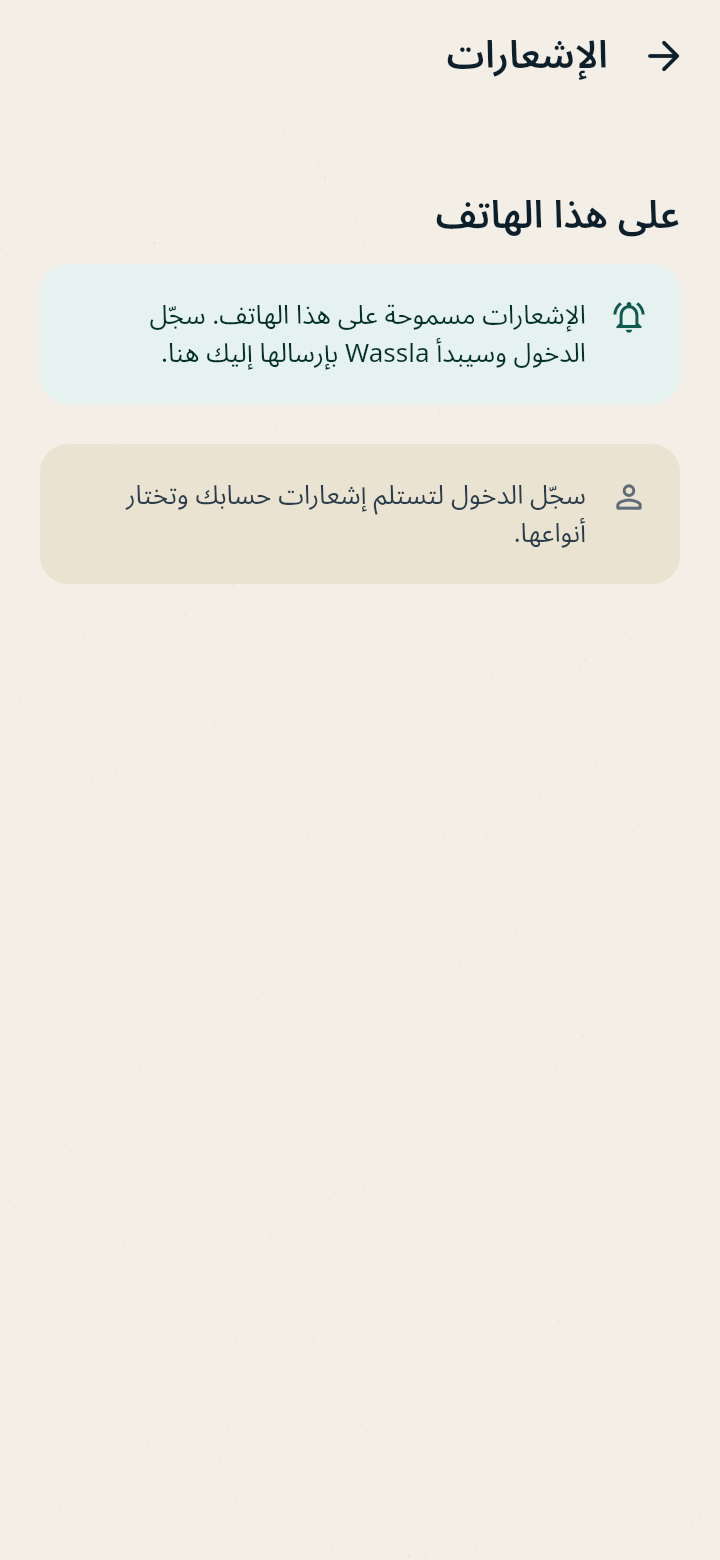 الإشعارات
على هذا الهاتف
الإشعارات مسموحة على هذا الهاتف. سجّل
الدخول وسيبدأ Wassla بإرسالها إليك هنا.
سجّل الدخول لتستلم إشعارات حسابك وتختار
أنواعها.